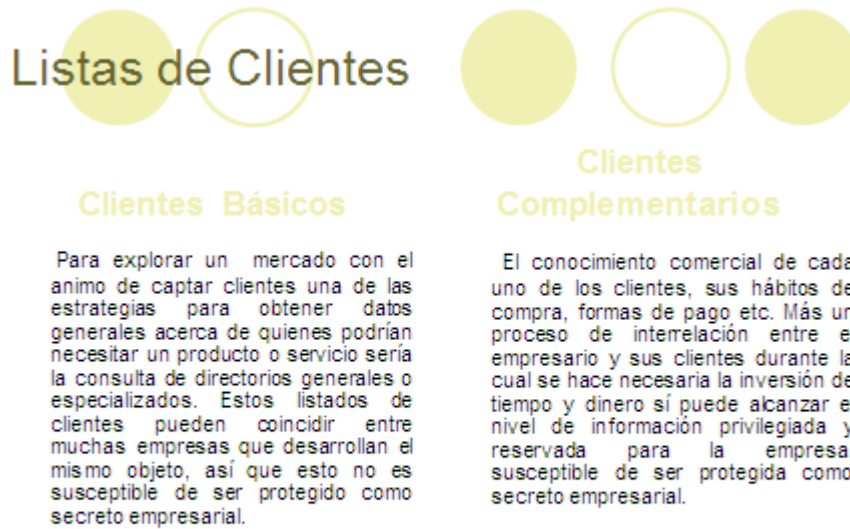 Listas de Clientes
Clientes Básicos
Para explorar un mercado con el
animo de captar clientes una de las
estrategias para obtener datos
generales acerca de quienes podrían
necesitar un producto o servicio sería
la consulta de directorios generales o
especializados. Estos listados de
clientes pueden coincidir entre
muchas empresas que desarrollan el
mismo objeto, así que esto no es
susceptible de ser protegido como
secreto empresarial.
Clientes
Complementarios
El conocimiento comercial de cada
uno de los clientes, sus hábitos de
compra, formas de pago etc. Más un
proceso de interrelación entre el
empresario y sus clientes durante la
cual se hace necesaria la inversión de
tiempo y dinero sí puede alcanzar el
nivel de información privilegiada y
reservada para la empresa
susceptible de ser protegida como
secreto empresarial.